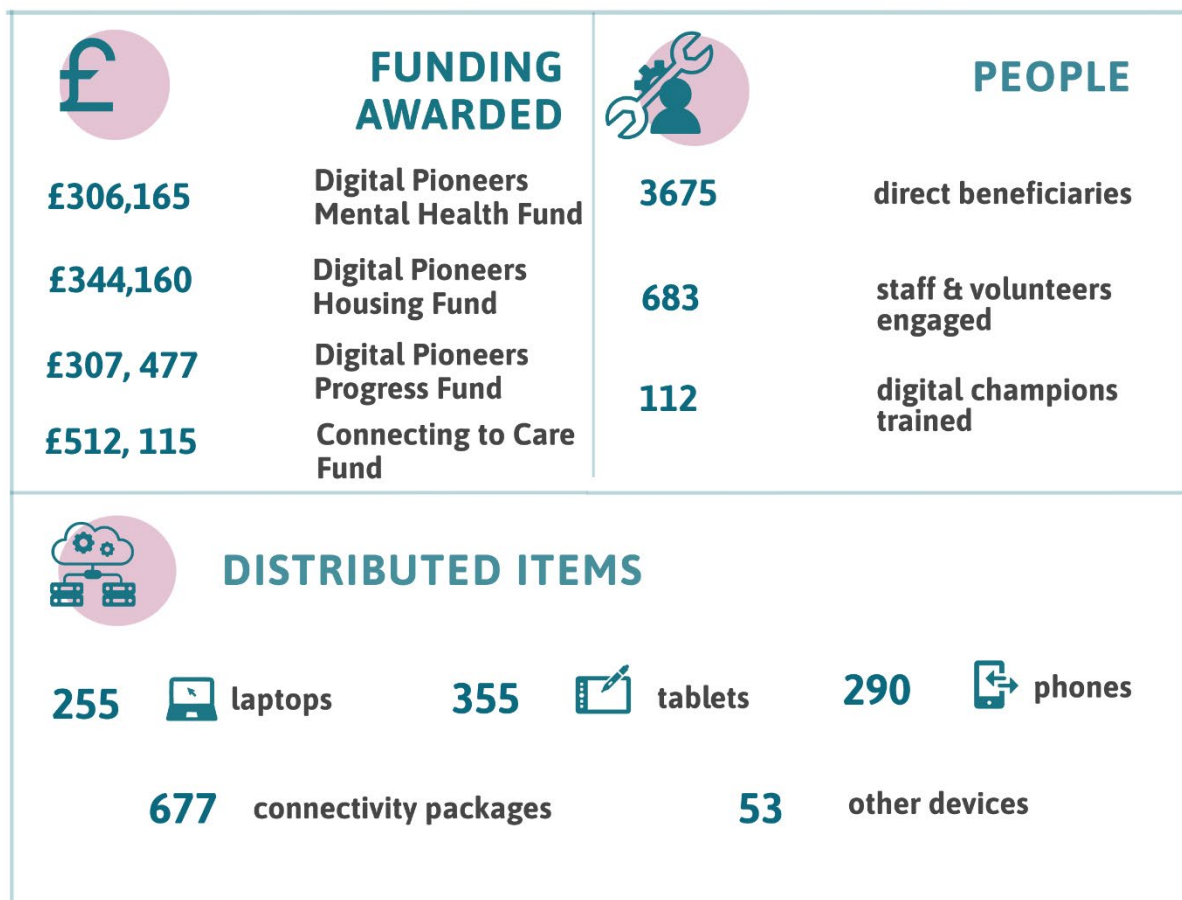 £
FUNDING
AWARDED
£306,165
Digital Pioneers
Mental Health Fund
£344,160
Digital Pioneers
Housing Fund
£307, 477
Digital Pioneers
Progress Fund
£512, 115
Connecting to Care
Fund
PEOPLE
3675
direct beneficiaries
683
staff & volunteers
engaged
112
digital champions
trained
DISTRIBUTED ITEMS
255 laptops
355 tablets
290 phones
677 connectivity packages
53 other devices